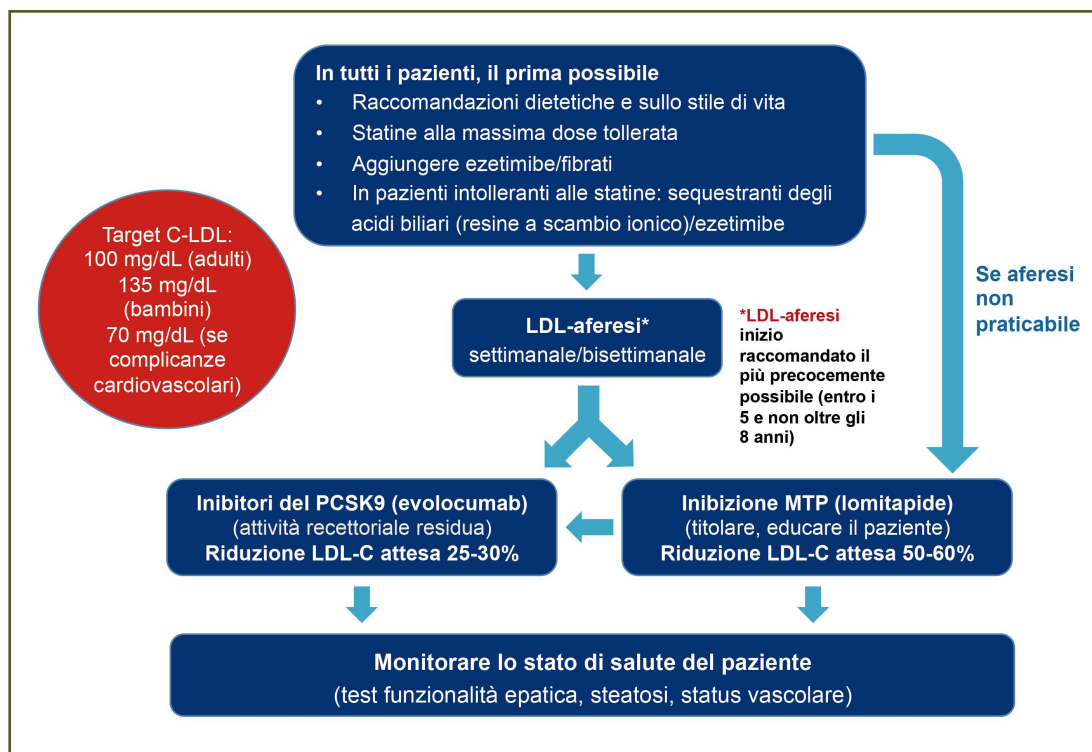 In tutti i pazienti, il prima possibile
• Raccomandazioni dietetiche e sullo stile di vita
• Statine alla massima dose tollerata
• Aggiungere ezetimibe/fibrati
• In pazienti intolleranti alle statine: sequestranti degli
acidi biliari (resine a scambio ionico)/ezetimibe
Target C-LDL:
100 mg/dL (adulti)
135 mg/dL
(bambini)
70 mg/dL (se
complicanze
cardiovascolari)
Se aferesi
non
praticabile
LDL-aferesi*
settimanale/bisettimanale
*LDL-aferesi
inizio
raccomandato il
più precocemente
possibile (entro i
5 e non oltre gli
8 anni)
Inibitori del PCSK9 (evolocumab)
(attività recettoriale residua)
Riduzione LDL-C attesa 25-30%
Inibizione MTP (lomitapide)
(titolare, educare il paziente)
Riduzione LDL-C attesa 50-60%
Monitorare lo stato di salute del paziente
(test funzionalità epatica, steatosi, status vascolare)